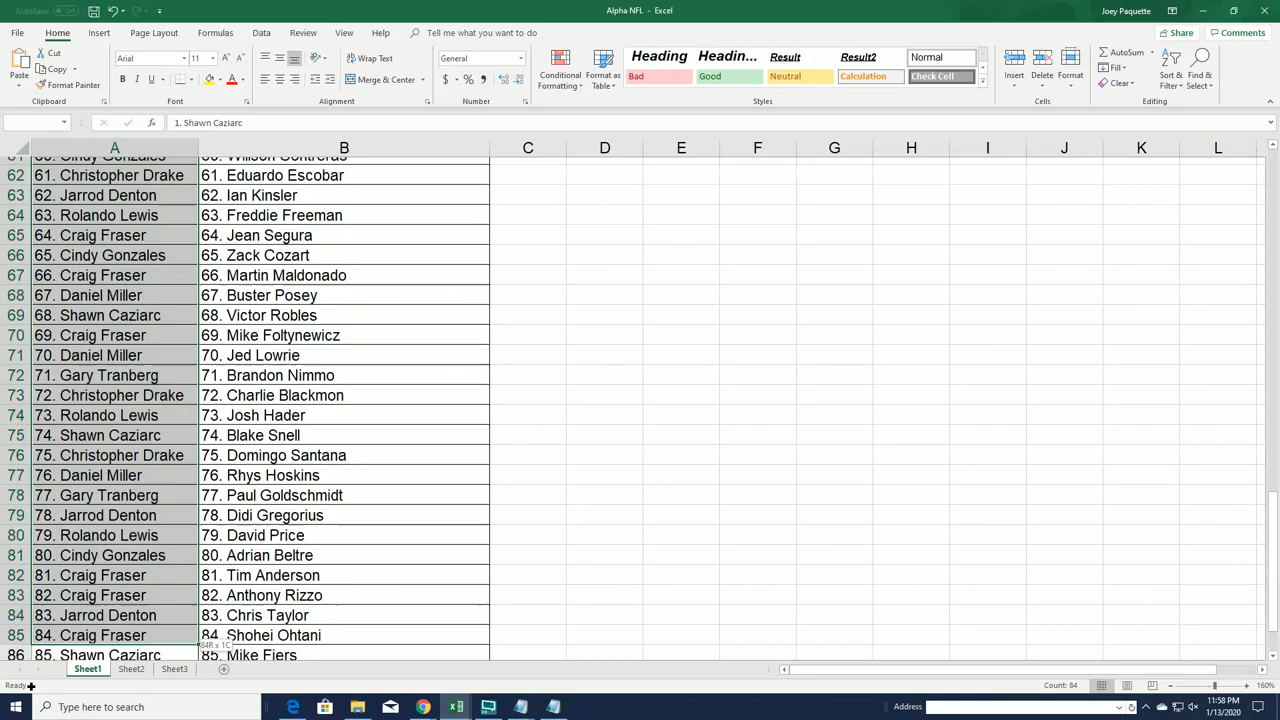 AutoSave Off
Alpha NFL - Excel
Joey Paquette
File Home Insert Page Layout Formulas Data Review View Help Tell me what you want to do
Share Comments
Paste Cut Copy Format Painter
Clipboard
Arial 11
B I U
Font
Wrap Text
Merge & Center
Alignment
General
$ % ,
Number
Conditional Formatting
Format as Table
Heading Headin... Result Result2 Normal
Bad Good Neutral Calculation Check Cell
Styles
Insert Delete Format
Cells
AutoSum
Fill
Clear
Sort & Filter
Find & Select
Editing
fx 1. Shawn Caziarc
A B C D E F G H I J K L
61 60. Cindy Gonzales 60. Willson Contreras
62 61. Christopher Drake 61. Eduardo Escobar
63 62. Jarrod Denton 62. Ian Kinsler
64 63. Rolando Lewis 63. Freddie Freeman
65 64. Craig Fraser 64. Jean Segura
66 65. Cindy Gonzales 65. Zack Cozart
67 66. Craig Fraser 66. Martin Maldonado
68 67. Daniel Miller 67. Buster Posey
69 68. Shawn Caziarc 68. Victor Robles
70 69. Craig Fraser 69. Mike Foltynewicz
71 70. Daniel Miller 70. Jed Lowrie
72 71. Gary Tranberg 71. Brandon Nimmo
73 72. Christopher Drake 72. Charlie Blackmon
74 73. Rolando Lewis 73. Josh Hader
75 74. Shawn Caziarc 74. Blake Snell
76 75. Christopher Drake 75. Domingo Santana
77 76. Daniel Miller 76. Rhys Hoskins
78 77. Gary Tranberg 77. Paul Goldschmidt
79 78. Jarrod Denton 78. Didi Gregorius
80 79. Rolando Lewis 79. David Price
81 80. Cindy Gonzales 80. Adrian Beltre
82 81. Craig Fraser 81. Tim Anderson
83 82. Craig Fraser 82. Anthony Rizzo
84 83. Jarrod Denton 83. Chris Taylor
85 84. Craig Fraser 84. Shohei Ohtani
84R x 1C
86 85. Shawn Caziarc 85. Mike Fiers
Sheet1 Sheet2 Sheet3
Ready Count: 84 160%
Type here to search
Address
11:58 PM
1/13/2020